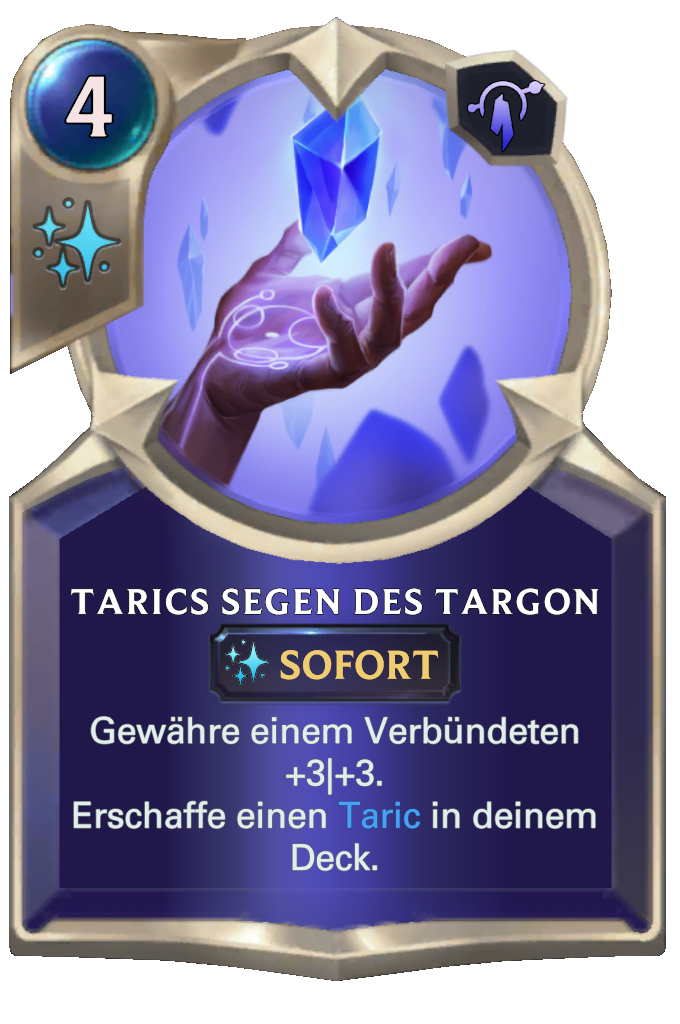 4
TARICS SEGEN DES TARGON
SOFORT
Gewähre einem Verbündeten
+3|+3.
Erschaffe einen Taric in deinem
Deck.